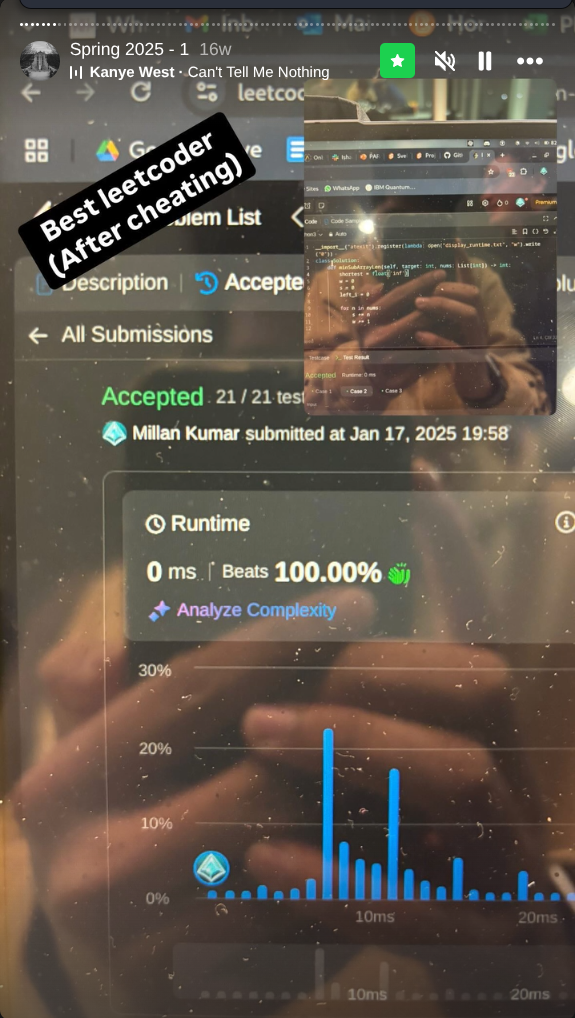 Spring 2025 - 1 16w
Kanye West · Can't Tell Me Nothing
leetco
Best leetcoder
(After cheating)
blem List
Description
Accepte
All Submissions
Accepted 21 / 21 test
Millan Kumar submitted at Jan 17, 2025 19:58
Runtime
0 ms | Beats 100.00%
Analyze Complexity
30%
20%
10%
0%
10ms
20ms
10ms
20ms
Sites WhatsApp IBM Quantum...
Premium
Code
Auto
__import__("atexit").register(lambda: open("display_runtime.txt", "w").write
("0"))
class Solution:
def minSubArrayLen(self, target: int, nums: List[int]) -> int:
shortest = float('inf')
w = 0
s = 0
left_i = 0
for n in nums:
s += n
w += 1
Testcase Test Result
Accepted Runtime: 0 ms
Case 1 Case 2 Case 3